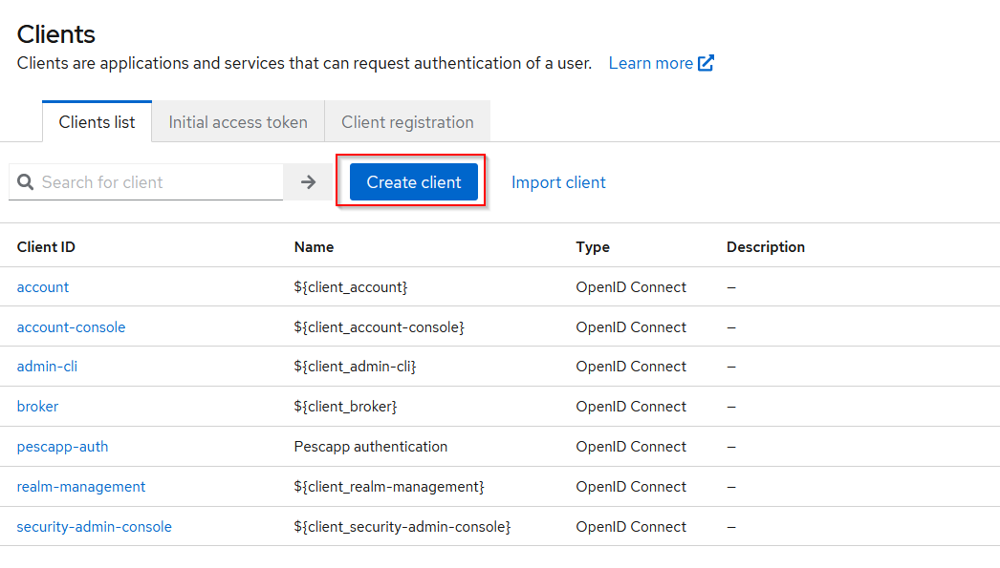 Clients
Clients are applications and services that can request authentication of a user. Learn more
Clients list Initial access token Client registration
Search for client Create client Import client
Client ID Name Type Description
account ${client_account} OpenID Connect –
account-console ${client_account-console} OpenID Connect –
admin-cli ${client_admin-cli} OpenID Connect –
broker ${client_broker} OpenID Connect –
pescapp-auth Pescapp authentication OpenID Connect –
realm-management ${client_realm-management} OpenID Connect –
security-admin-console ${client_security-admin-console} OpenID Connect –